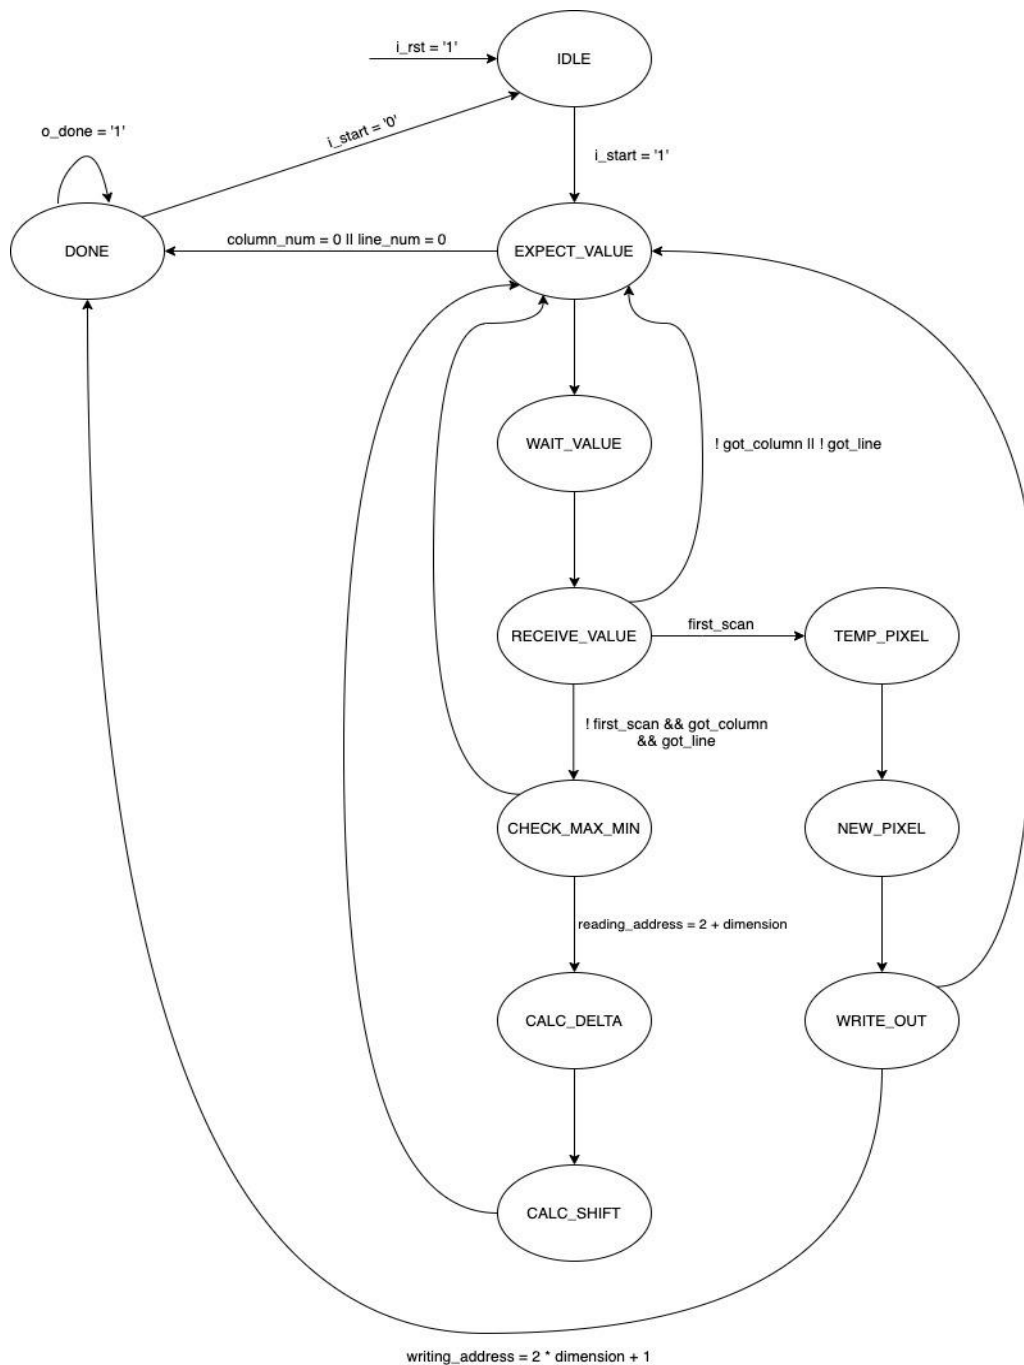 i_rst = '1'
IDLE
o_done = '1'
i_start = '0'
i_start = '1'
DONE
column_num = 0 || line_num = 0
EXPECT_VALUE
WAIT_VALUE
! got_column || ! got_line
RECEIVE_VALUE
first_scan
TEMP_PIXEL
! first_scan && got_column
&& got_line
CHECK_MAX_MIN
NEW_PIXEL
reading_address = 2 + dimension
CALC_DELTA
WRITE_OUT
CALC_SHIFT
writing_address = 2 * dimension + 1